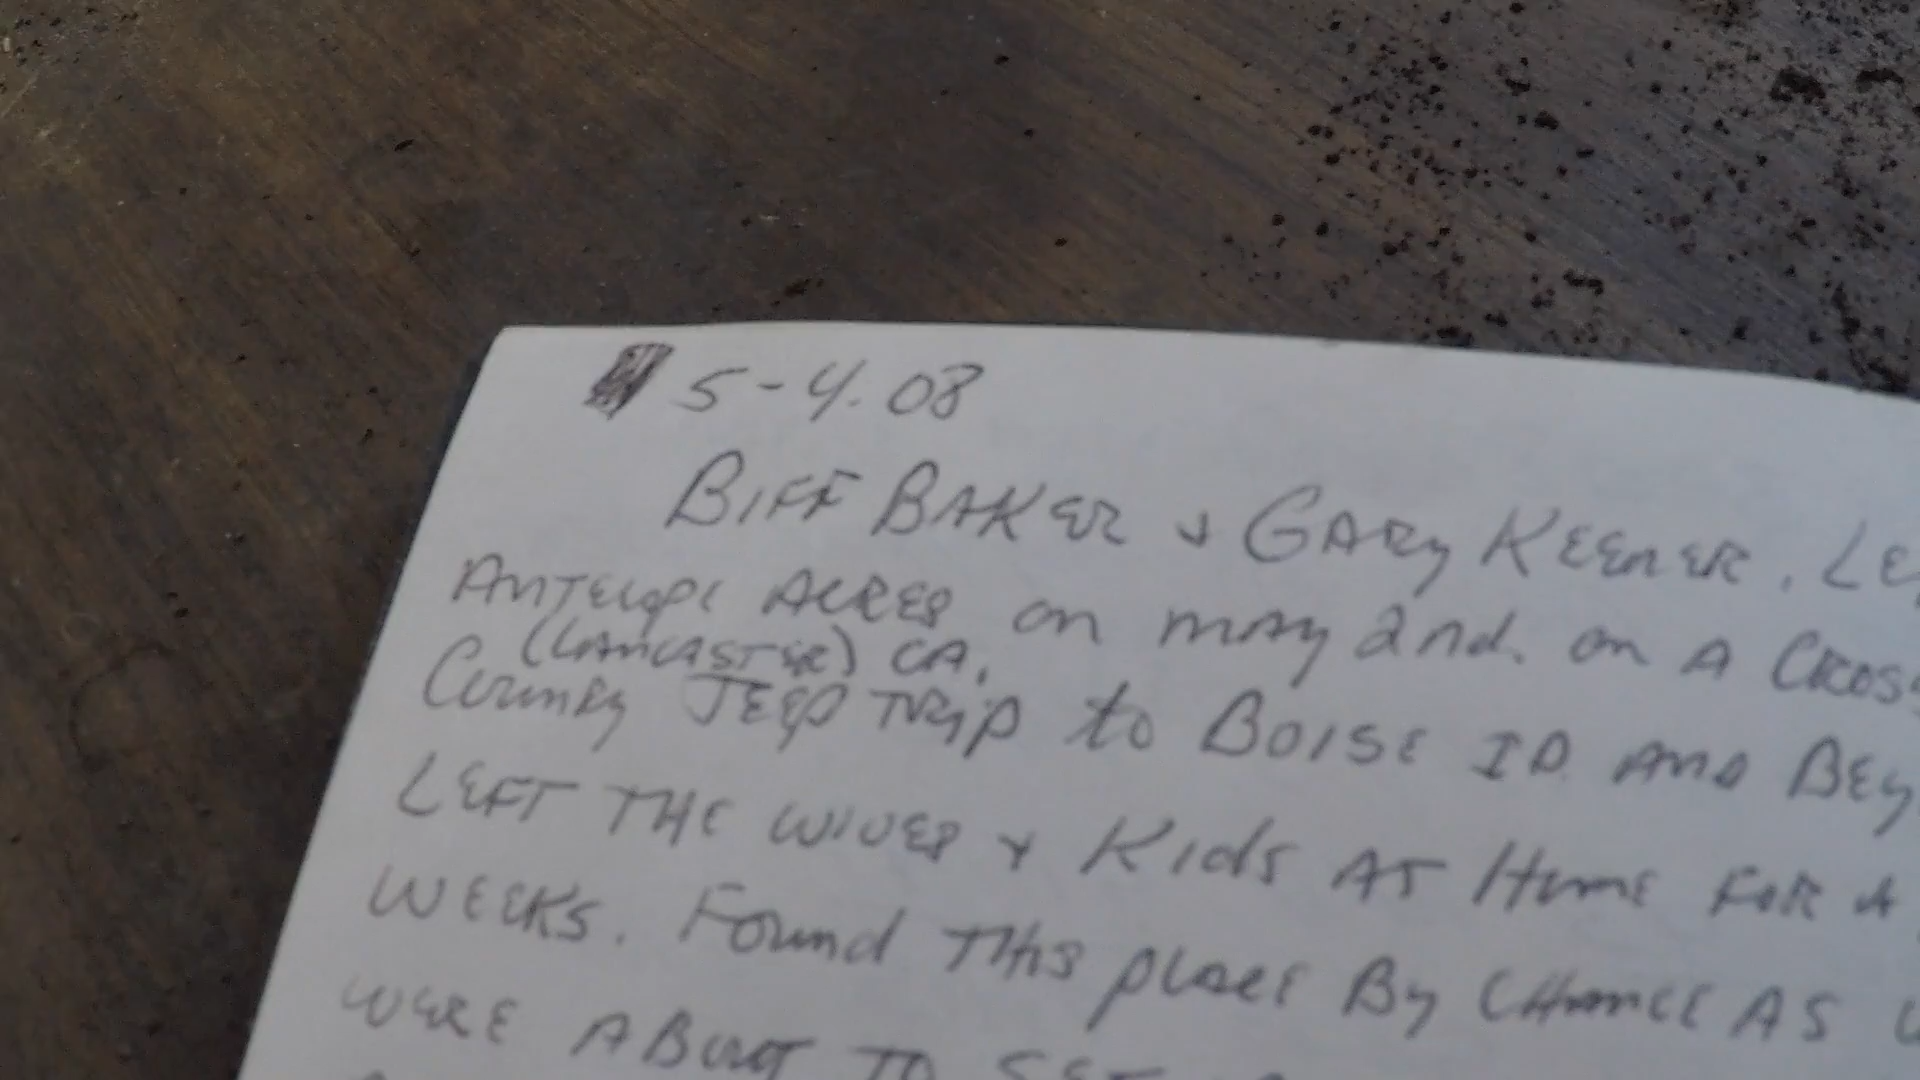 5-4.08
BIFF BAKER & GARY KEENER. LE
ANTELOPE ACRES on MAY 2nd. on A CROSS
(LANCASTER) CA,
Country JEEP TRIP to BOISE ID. AND BEY
LEFT THE WIVES & KIdS AT HOME FOR A
WEEKS. Found THIS PLACE BY CHANCE AS
WERE ABOUT TO SET